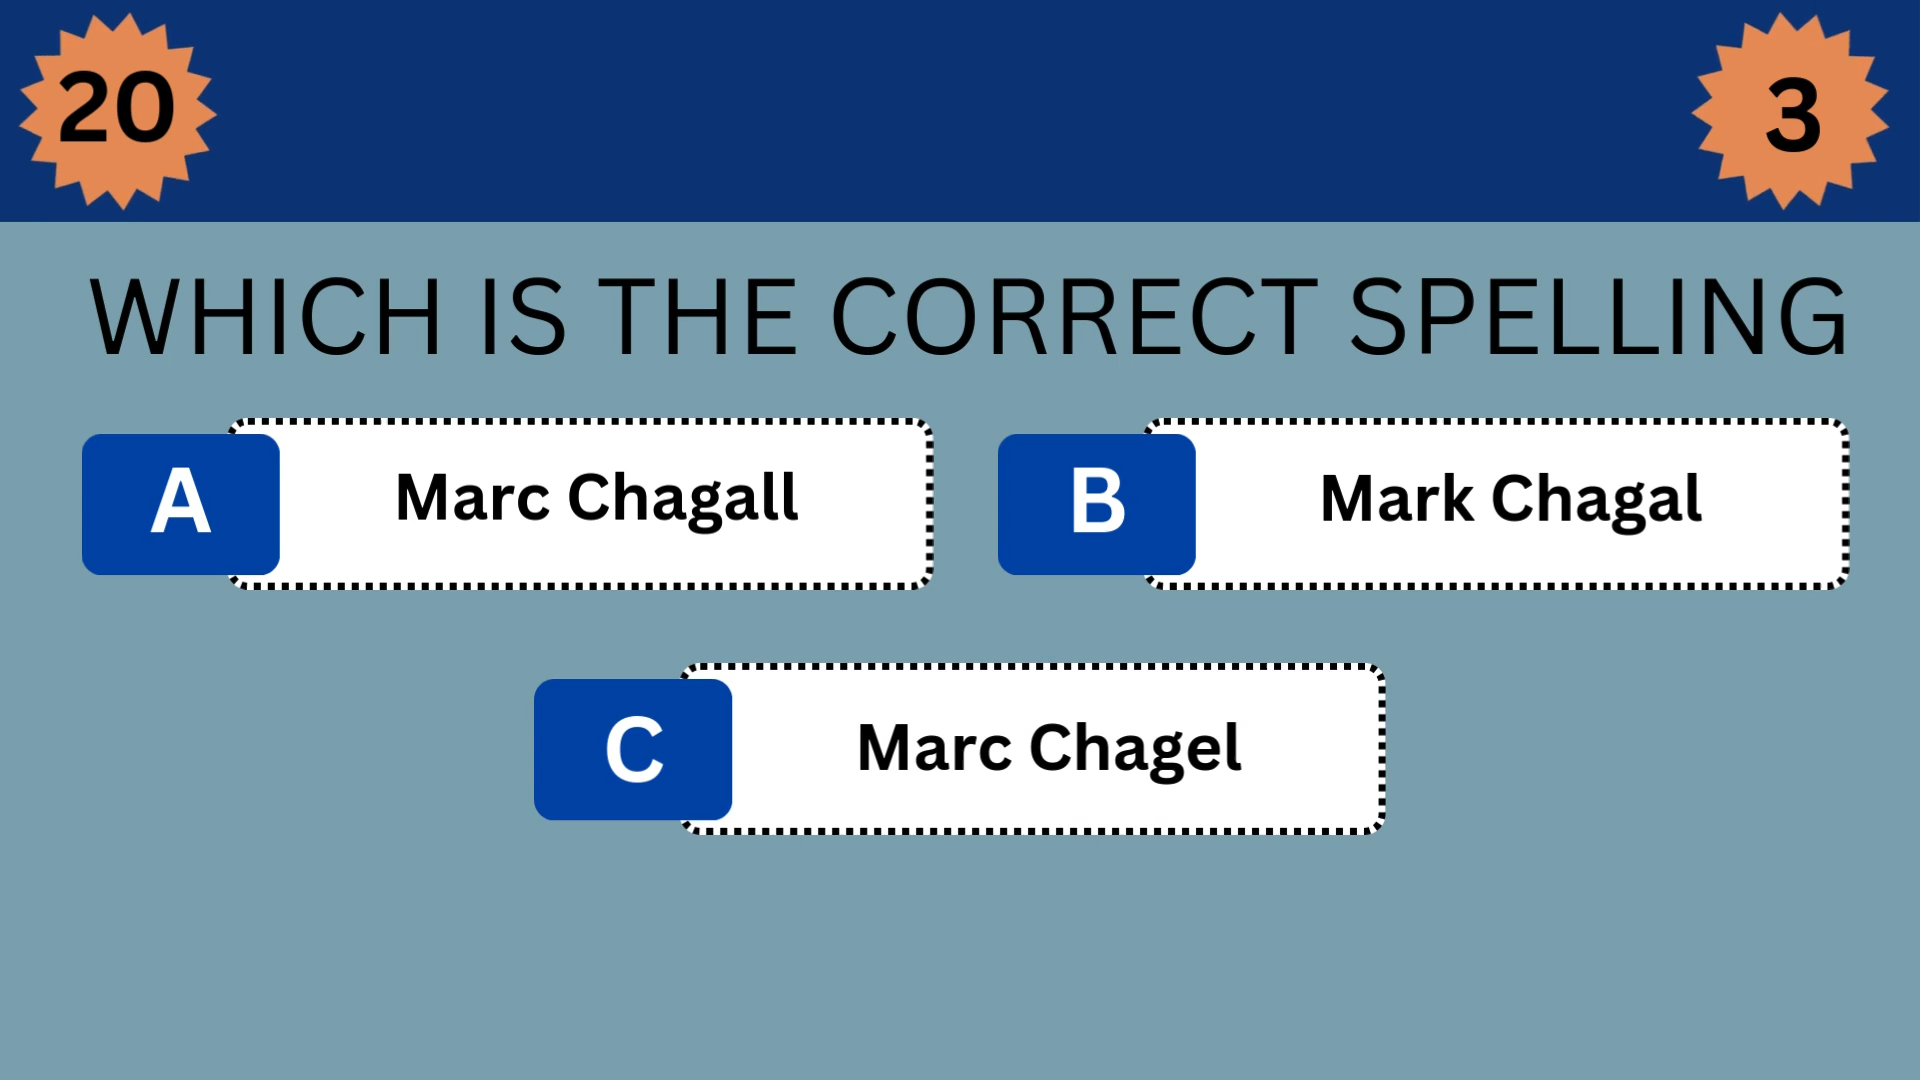 20
3
WHICH IS THE CORRECT SPELLING
A
Marc Chagall
B
Mark Chagal
C
Marc Chagel